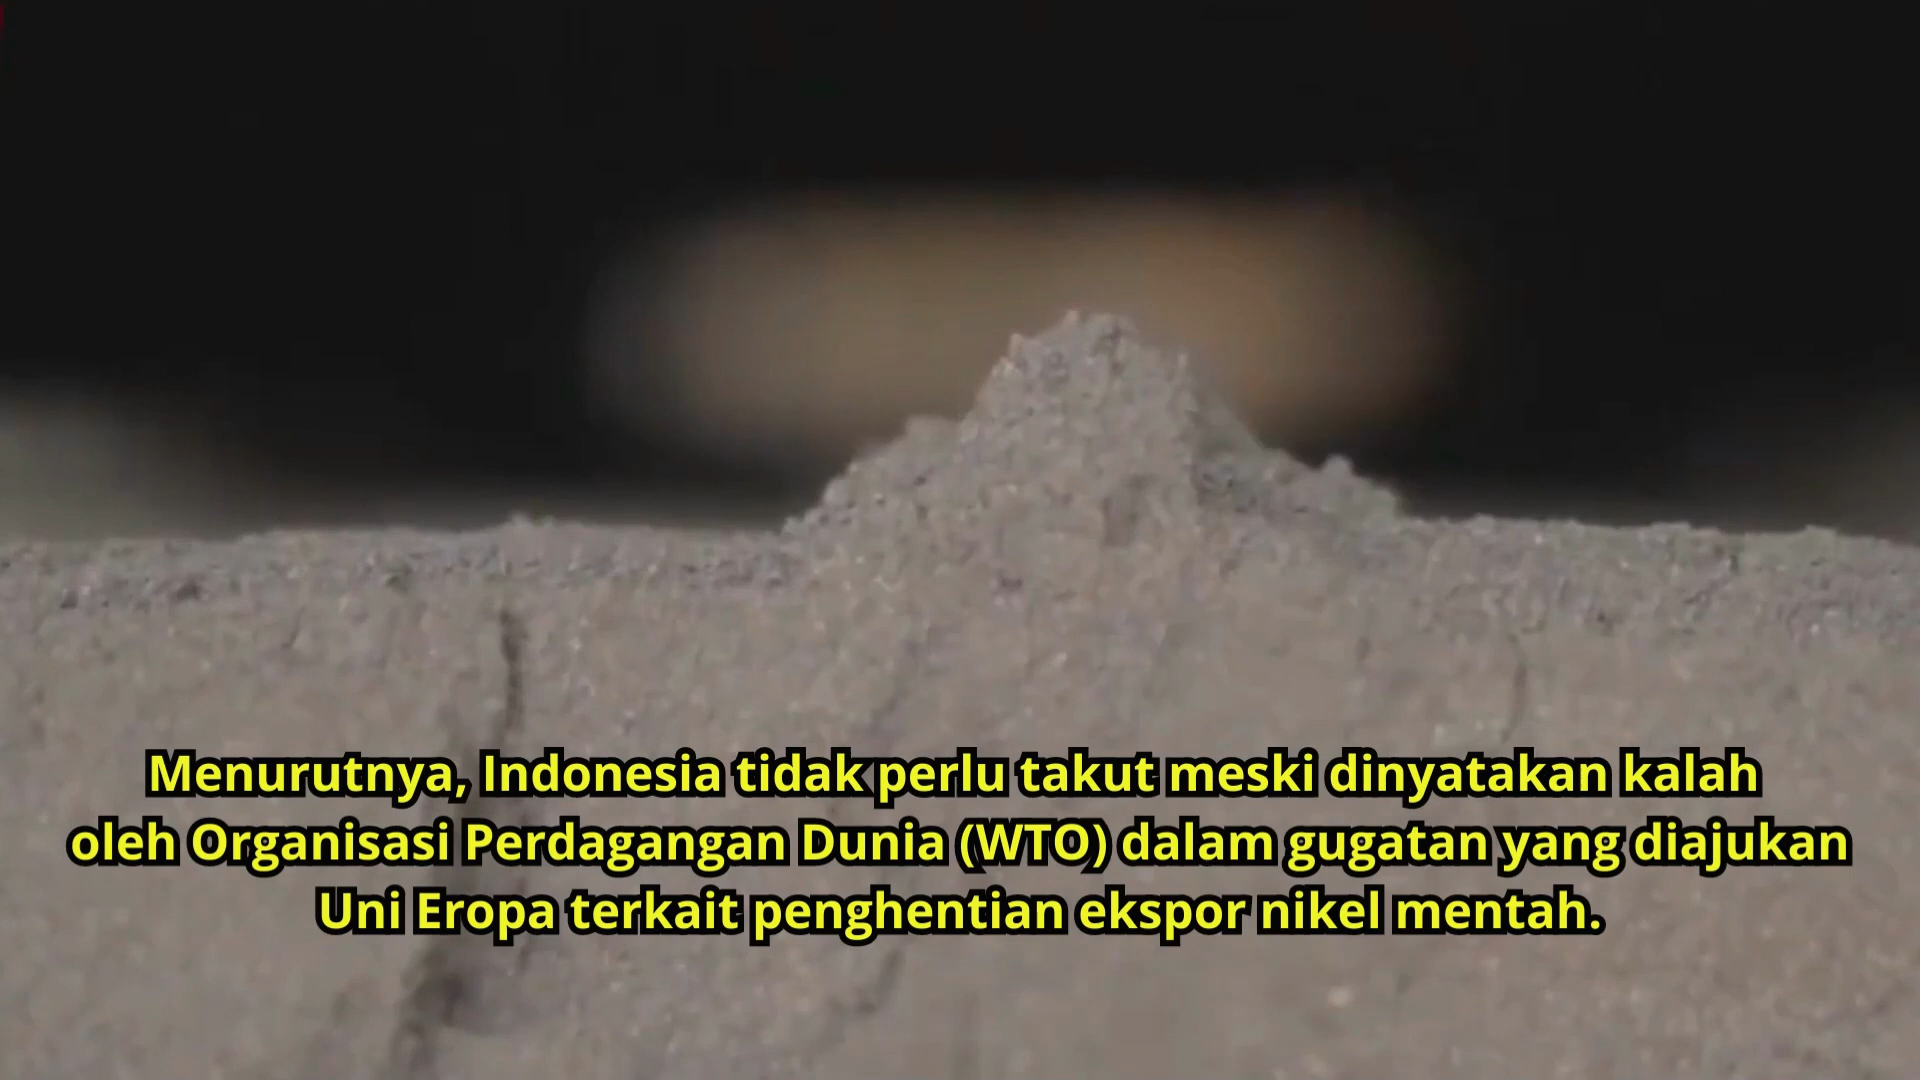 Menurutnya, Indonesia tidak perlu takut meski dinyatakan kalah
oleh Organisasi Perdagangan Dunia (WTO) dalam gugatan yang diajukan
Uni Eropa terkait penghentian ekspor nikel mentah.